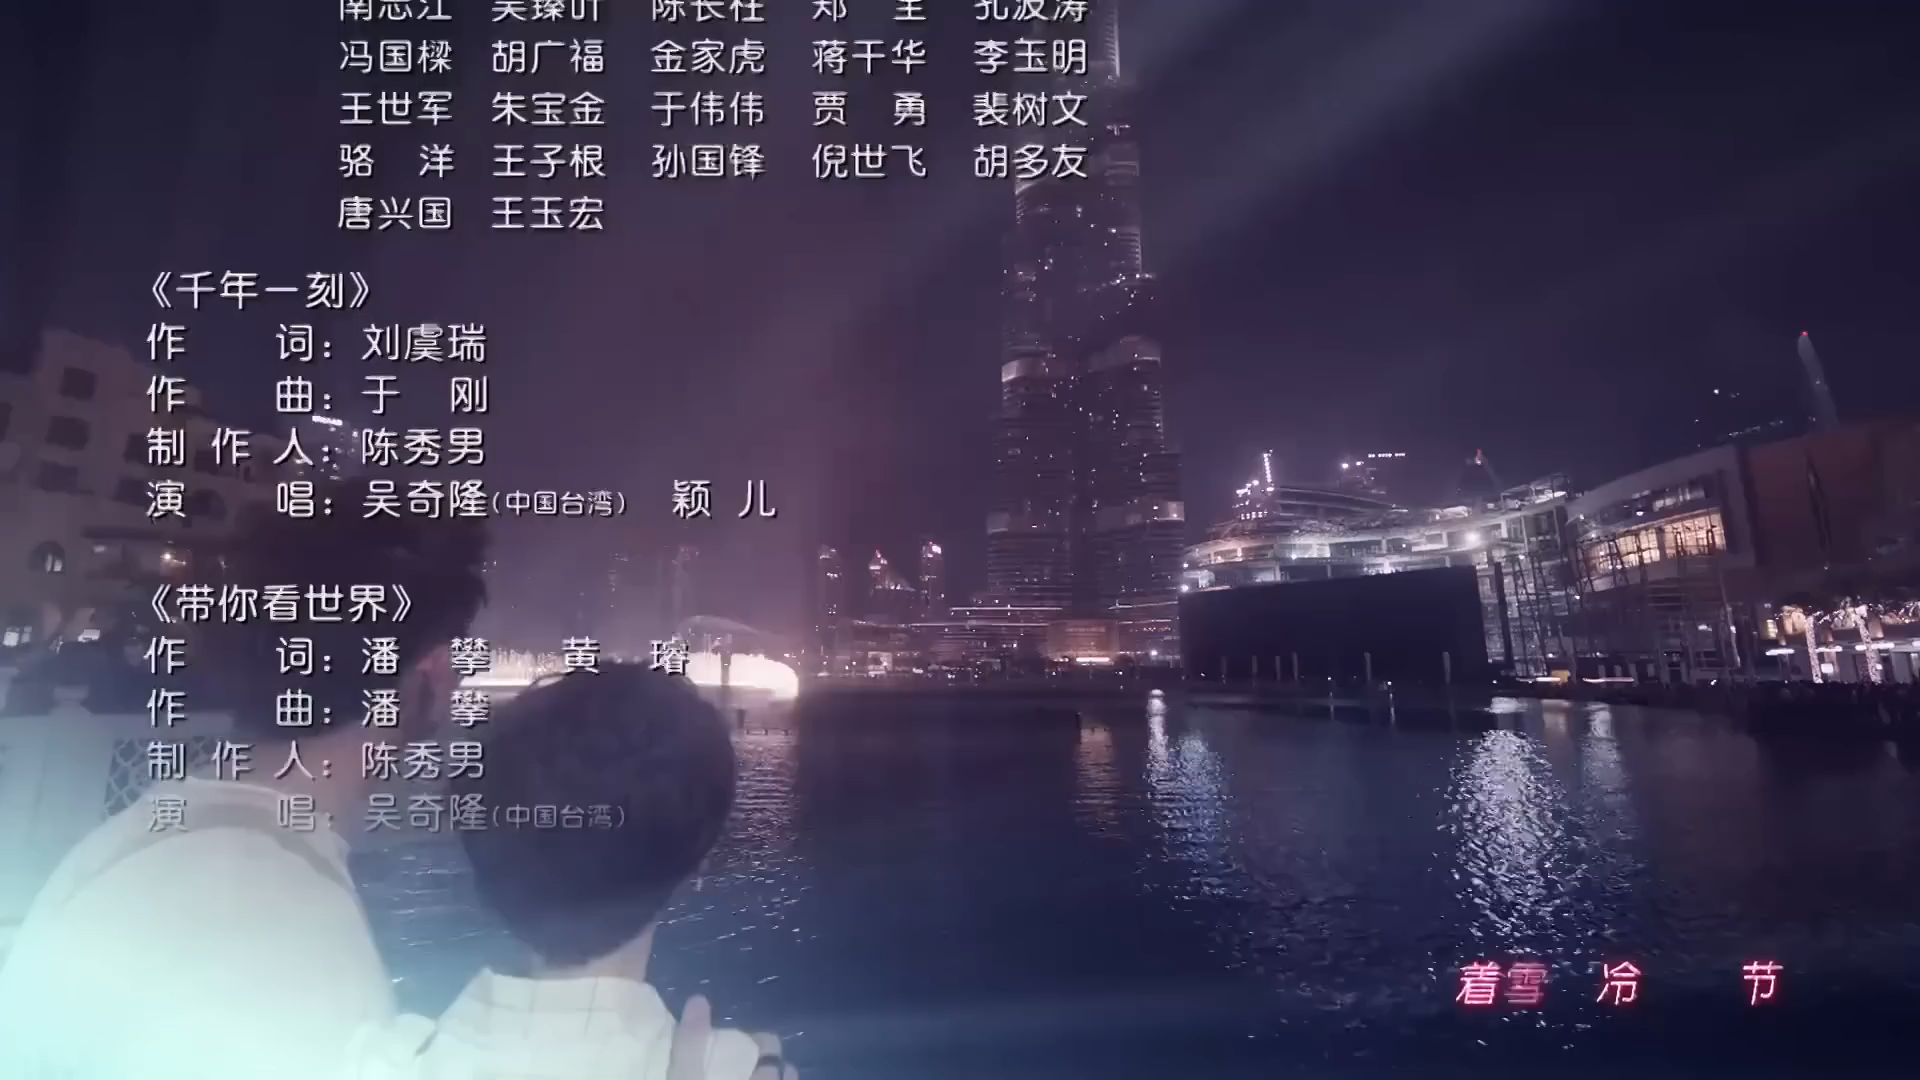 冯国樑 胡广福 金家虎 蒋干华 李玉明
王世军 朱宝金 于伟伟 贾 勇 裴树文
骆 洋 王子根 孙国锋 倪世飞 胡多友
唐兴国 王玉宏
《千年一刻》
作 词：刘虞瑞
作 曲：于 刚
制 作 人：陈秀男
演 唱：吴奇隆(中国台湾) 颖 儿
《带你看世界》
作 词：潘 攀 黄 璿
作 曲：潘 攀
制 作 人：陈秀男
演 唱：吴奇隆(中国台湾)
着雪 冷 节